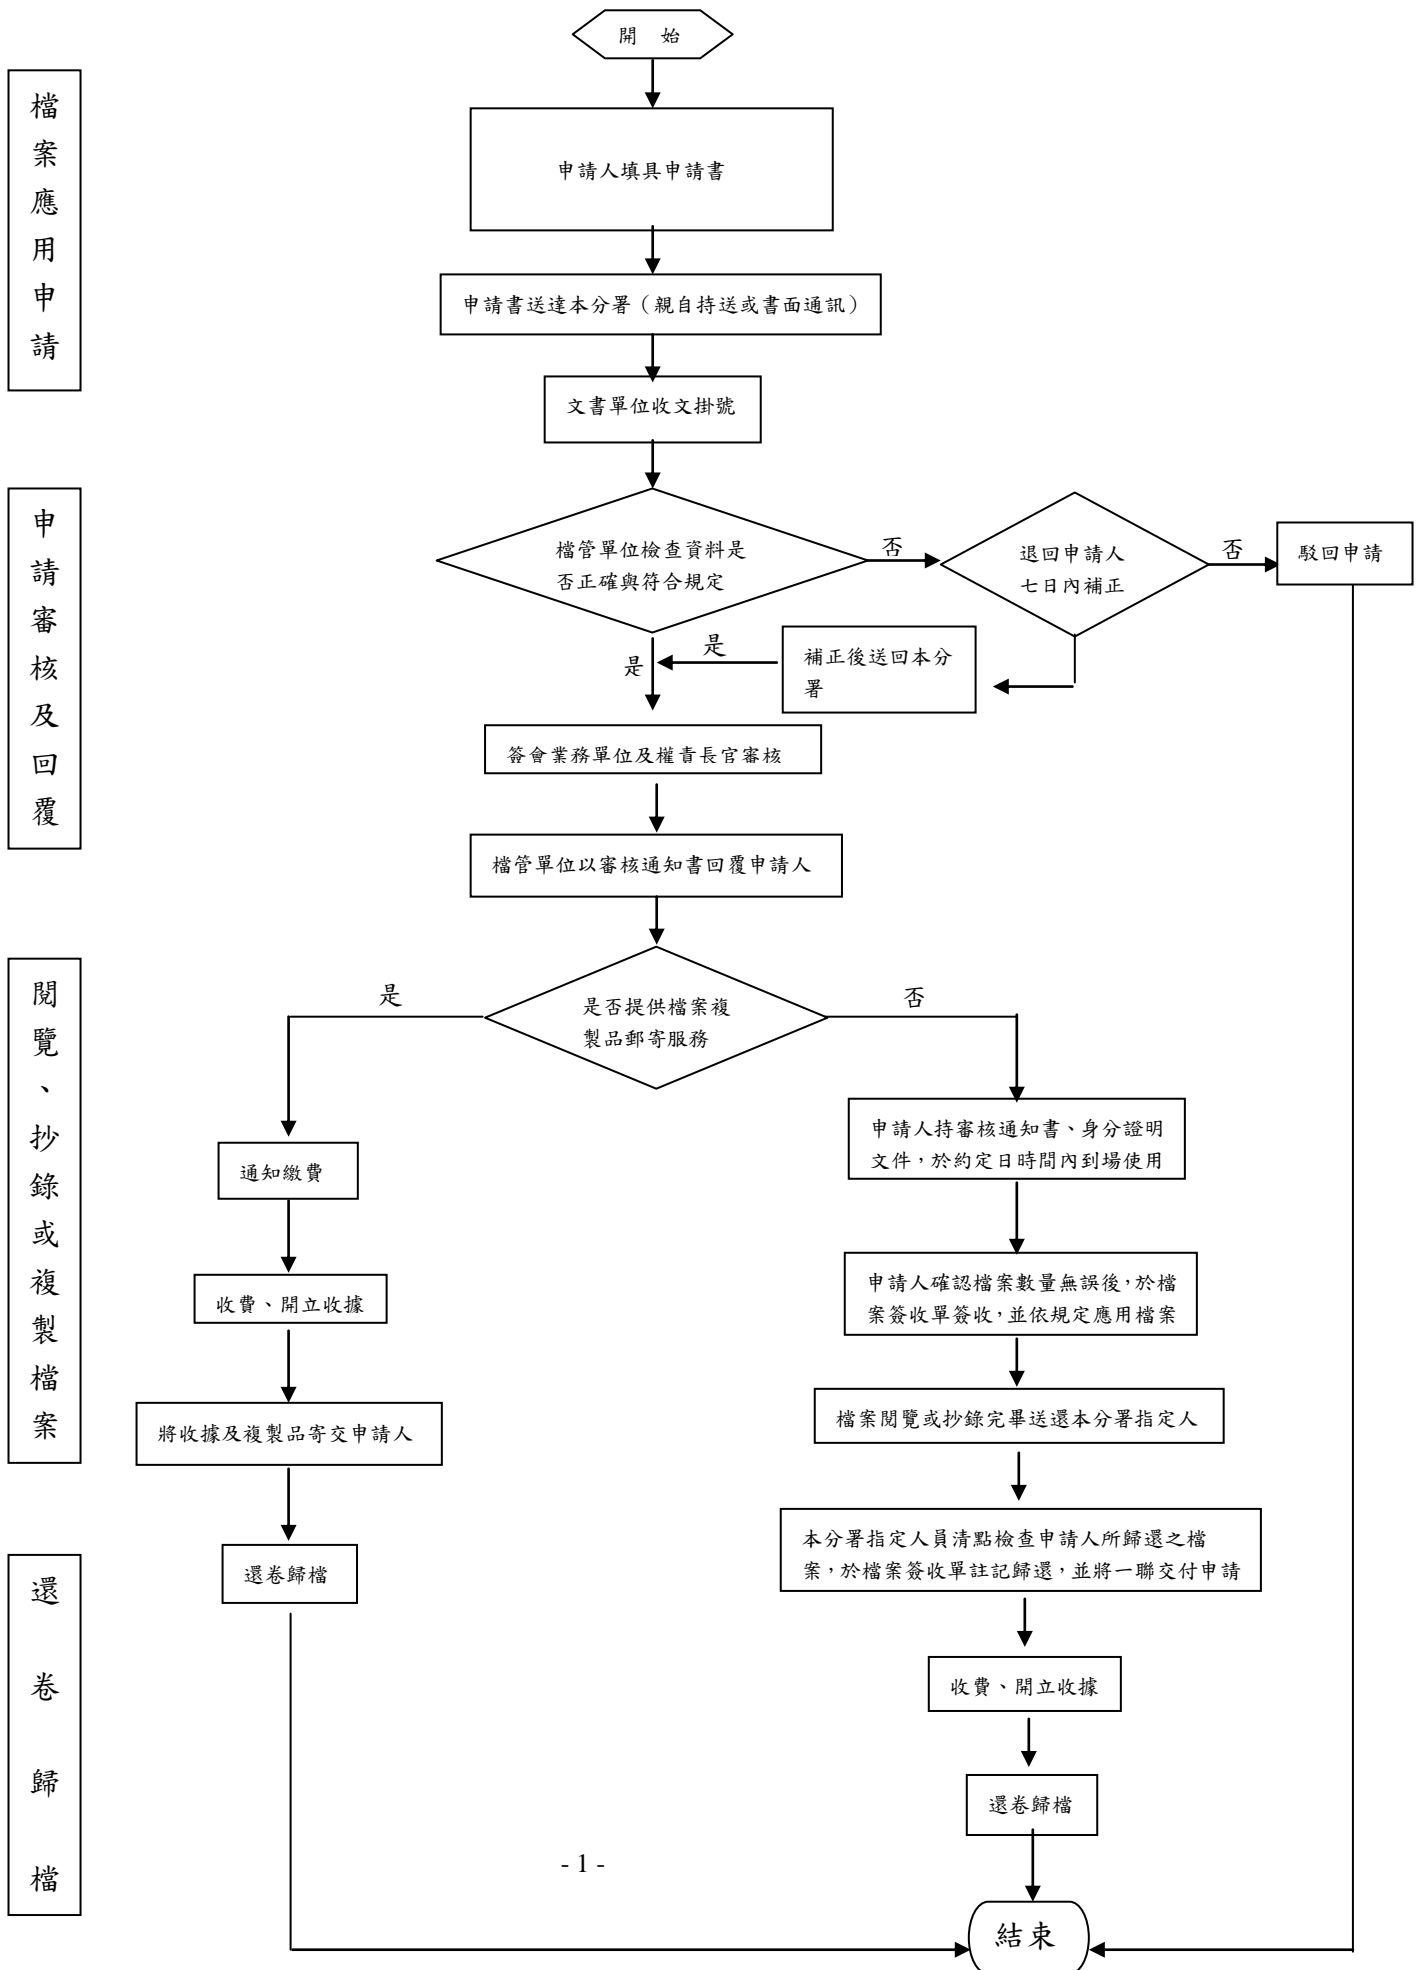 開 始
檔案應用申請
申請人填具申請書
申請書送達本分署（親自持送或書面通訊）
文書單位收文掛號
申請審核及回覆
檔管單位檢查資料是
否正確與符合規定
否
退回申請人
七日內補正
否
駁回申請
是
是
補正後送回本分
署
簽會業務單位及權責長官審核
檔管單位以審核通知書回覆申請人
閱覽、抄錄或複製檔案
是
是否提供檔案複
製品郵寄服務
否
申請人持審核通知書、身分證明
文件，於約定日時間內到場使用
通知繳費
申請人確認檔案數量無誤後，於檔
案簽收單簽收，並依規定應用檔案
收費、開立收據
檔案閱覽或抄錄完畢送還本分署指定人
將收據及複製品寄交申請人
本分署指定人員清點檢查申請人所歸還之檔
案，於檔案簽收單註記歸還，並將一聯交付申請
還卷歸檔
還卷歸檔
收費、開立收據
還卷歸檔
- 1 -
結束